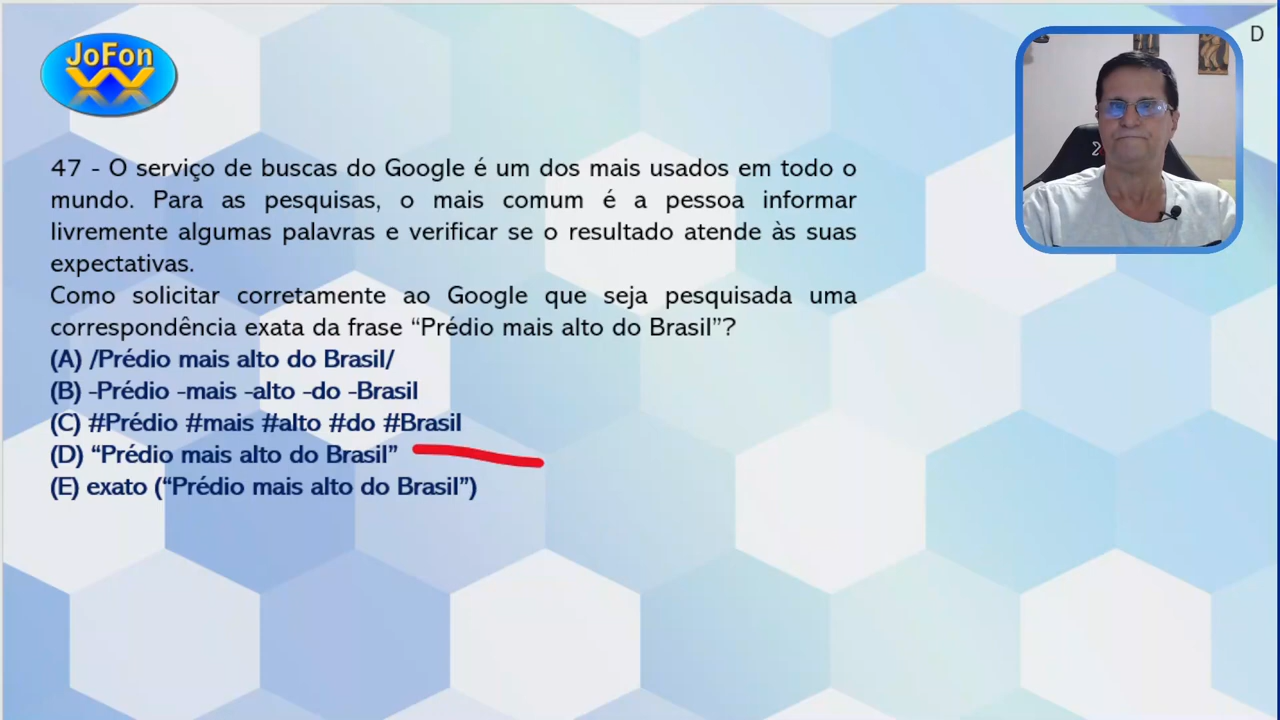 D
JoFon
47 - O serviço de buscas do Google é um dos mais usados em todo o
mundo. Para as pesquisas, o mais comum é a pessoa informar
livremente algumas palavras e verificar se o resultado atende às suas
expectativas.
Como solicitar corretamente ao Google que seja pesquisada uma
correspondência exata da frase “Prédio mais alto do Brasil”?
(A) /Prédio mais alto do Brasil/
(B) -Prédio -mais -alto -do -Brasil
(C) #Prédio #mais #alto #do #Brasil
(D) “Prédio mais alto do Brasil”
(E) exato (“Prédio mais alto do Brasil”)